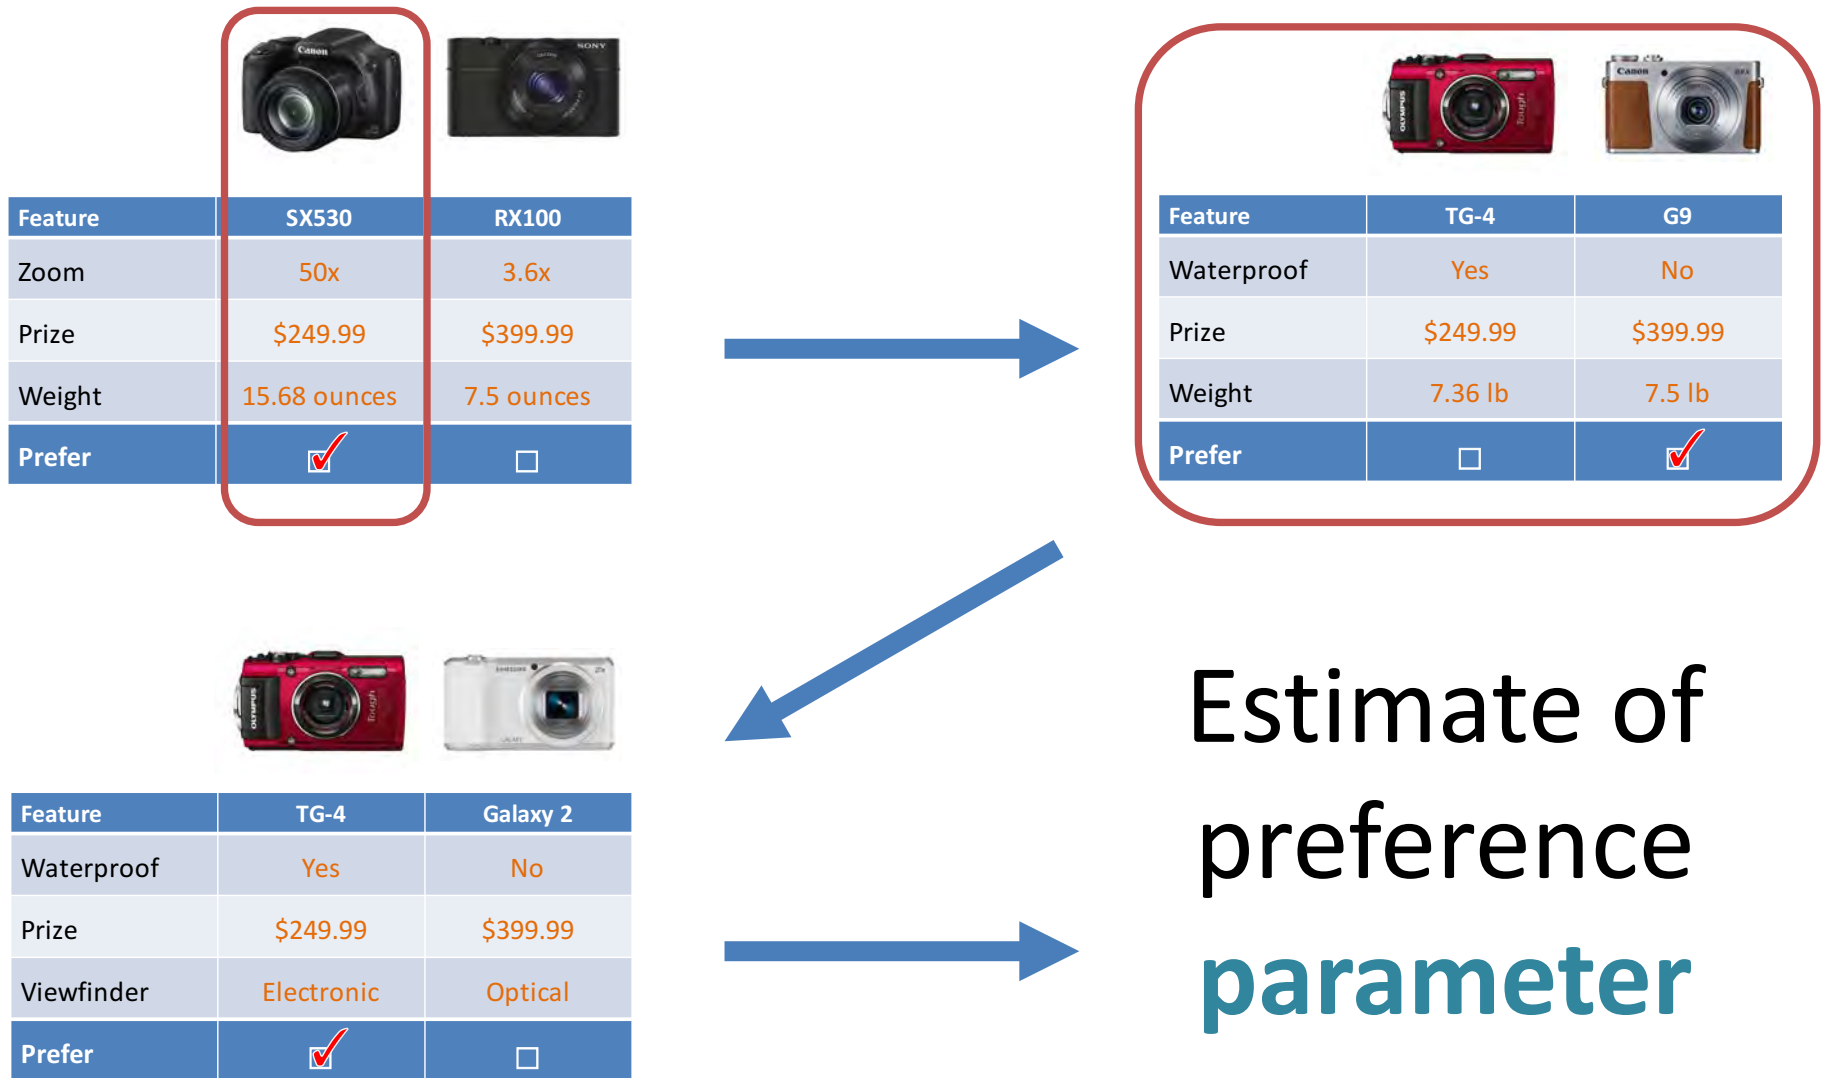 Canon
SONY
Feature SX530 RX100
Zoom 50x 3.6x
Prize $249.99 $399.99
Weight 15.68 ounces 7.5 ounces
Prefer
OLYMPUS Tough
Canon
Feature TG-4 G9
Waterproof Yes No
Prize $249.99 $399.99
Weight 7.36 lb 7.5 lb
Prefer
OLYMPUS Tough
SAMSUNG
Feature TG-4 Galaxy 2
Waterproof Yes No
Prize $249.99 $399.99
Viewfinder Electronic Optical
Prefer
Estimate of
preference
parameter